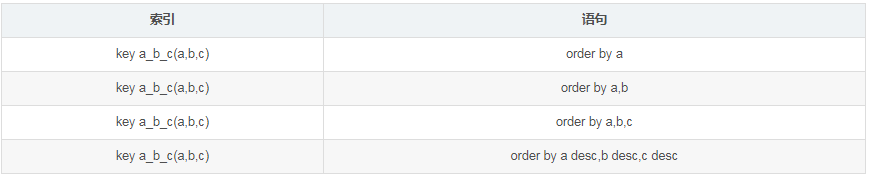 索引 语句
key a_b_c(a,b,c) order by a
key a_b_c(a,b,c) order by a,b
key a_b_c(a,b,c) order by a,b,c
key a_b_c(a,b,c) order by a desc,b desc,c desc